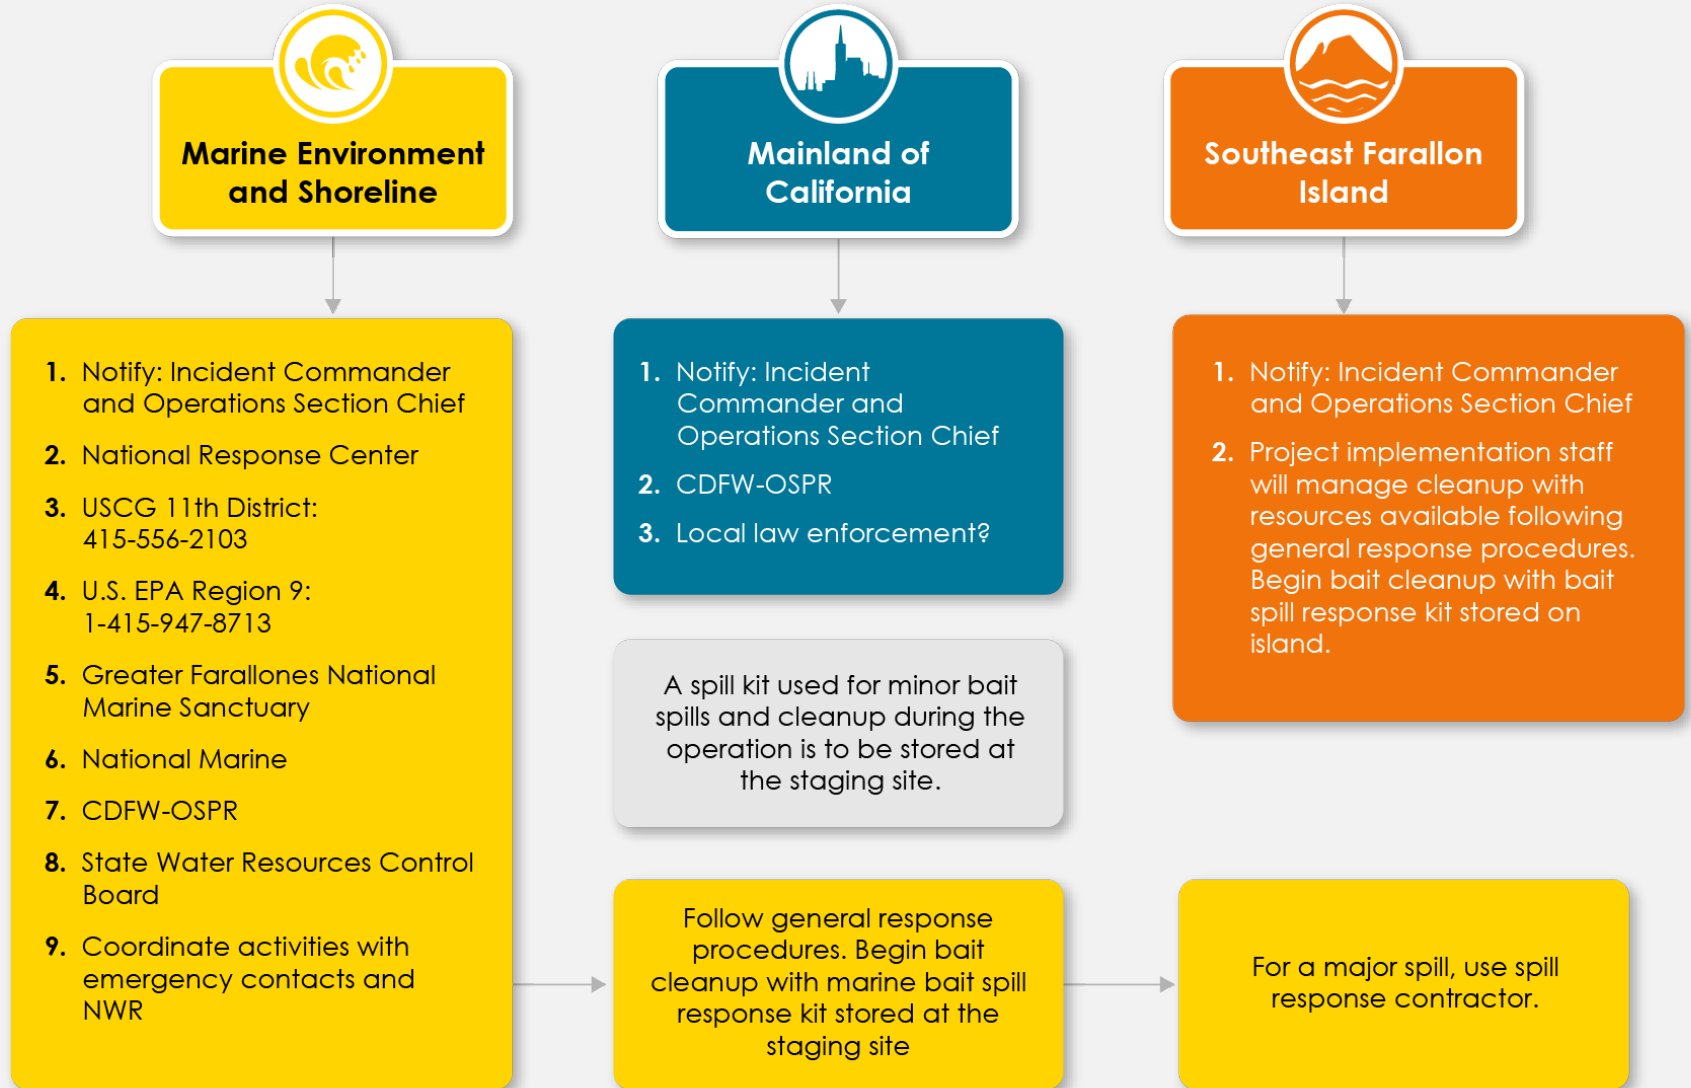 Marine Environment
and Shoreline
Mainland of
California
Southeast Farallon
Island
1. Notify: Incident Commander
and Operations Section Chief
2. National Response Center
3. USCG 11th District:
415-556-2103
4. U.S. EPA Region 9:
1-415-947-8713
5. Greater Farallones National
Marine Sanctuary
6. National Marine
7. CDFW-OSPR
8. State Water Resources Control
Board
9. Coordinate activities with
emergency contacts and
NWR
1. Notify: Incident
Commander and
Operations Section Chief
2. CDFW-OSPR
3. Local law enforcement?
A spill kit used for minor bait
spills and cleanup during the
operation is to be stored at
the staging site.
1. Notify: Incident Commander
and Operations Section Chief
2. Project implementation staff
will manage cleanup with
resources available following
general response procedures.
Begin bait cleanup with bait
spill response kit stored on
island.
Follow general response
procedures. Begin bait
cleanup with marine bait spill
response kit stored at the
staging site
For a major spill, use spill
response contractor.